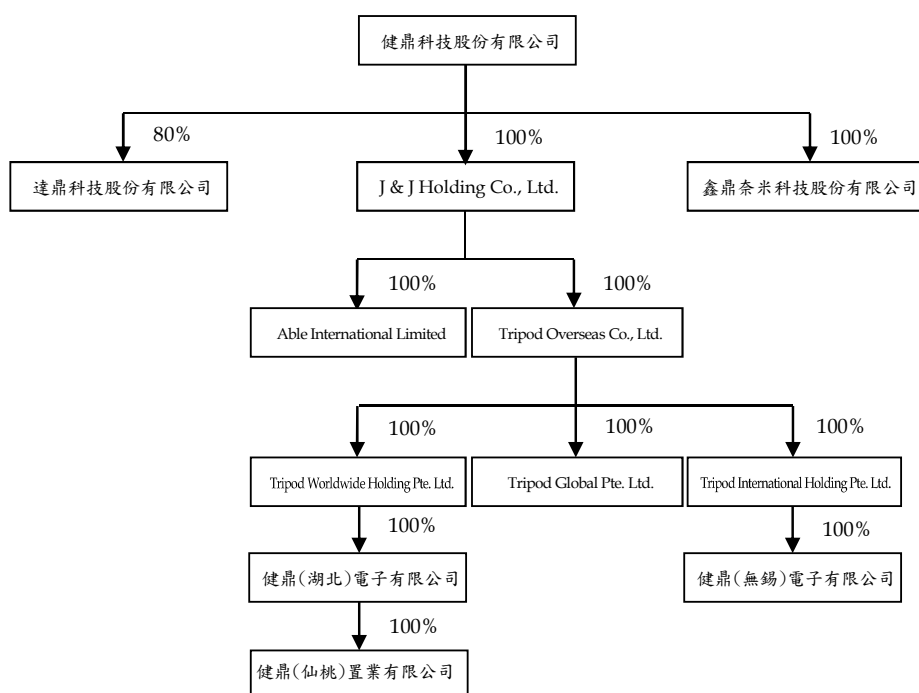 健鼎科技股份有限公司
80%
100%
100%
達鼎科技股份有限公司
J & J Holding Co., Ltd.
鑫鼎奈米科技股份有限公司
100%
100%
Able International Limited
Tripod Overseas Co., Ltd.
100%
100%
100%
Tripod Worldwide Holding Pte. Ltd.
Tripod Global Pte. Ltd.
Tripod International Holding Pte. Ltd.
100%
100%
健鼎(湖北)電子有限公司
健鼎(無錫)電子有限公司
100%
健鼎(仙桃)置業有限公司